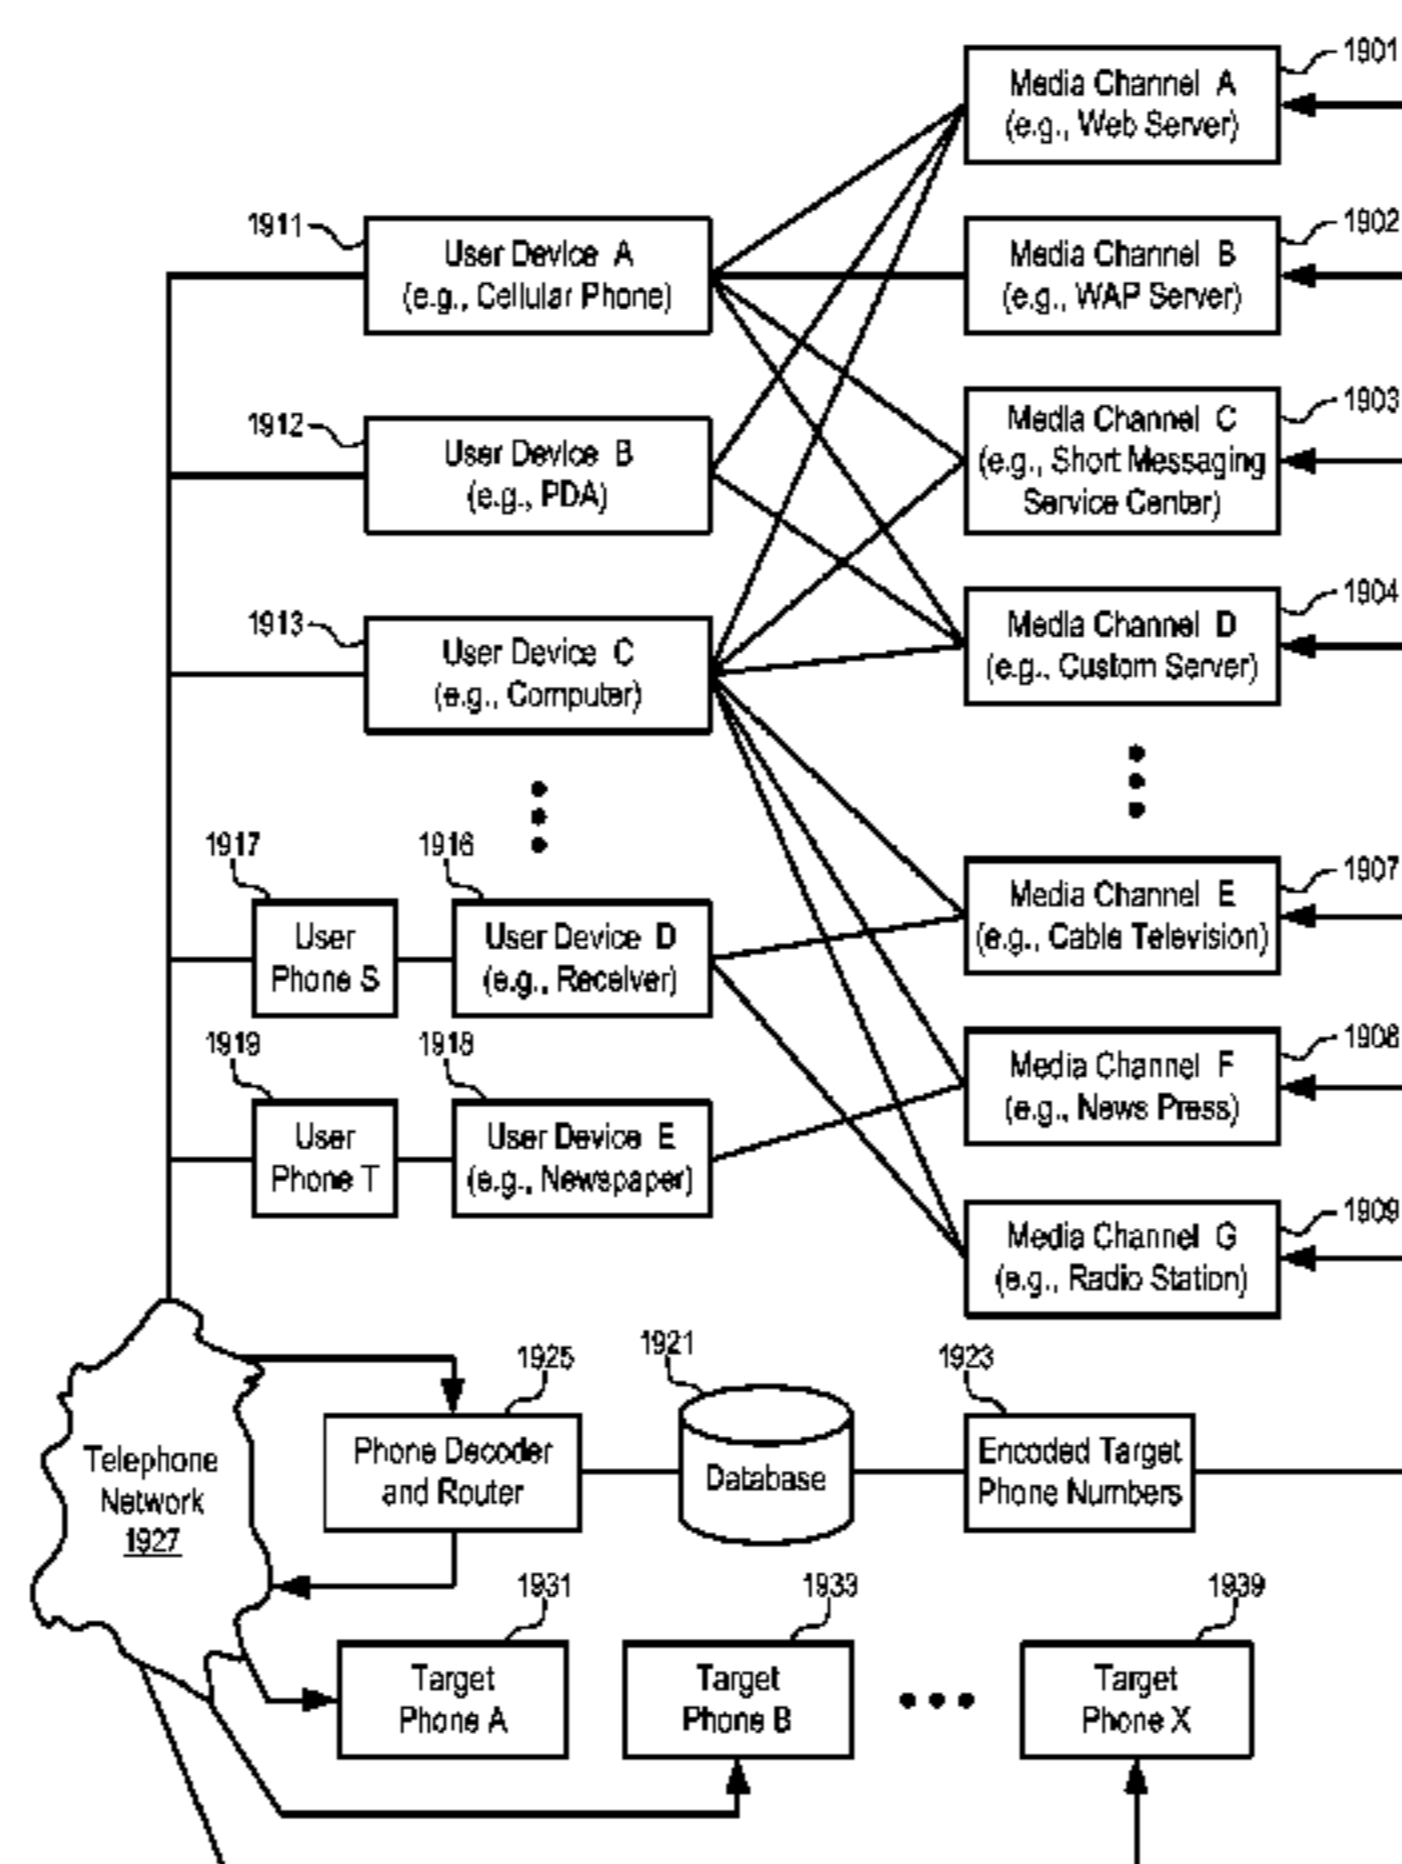 1901
Media Channel A
(e.g., Web Server)
1911
User Device A
(e.g., Cellular Phone)
1902
Media Channel B
(e.g., WAP Server)
1912
User Device B
(e.g., PDA)
1903
Media Channel C
(e.g., Short Messaging
Service Center)
1913
User Device C
(e.g., Computer)
1904
Media Channel D
(e.g., Custom Server)
1917
User
Phone S
1916
User Device D
(e.g., Receiver)
1907
Media Channel E
(e.g., Cable Television)
1919
User
Phone T
1918
User Device E
(e.g., Newspaper)
1908
Media Channel F
(e.g., News Press)
1909
Media Channel G
(e.g., Radio Station)
Telephone
Network
1927
1925
Phone Decoder
and Router
1921
Database
1923
Encoded Target
Phone Numbers
1931
Target
Phone A
1933
Target
Phone B
1939
Target
Phone X